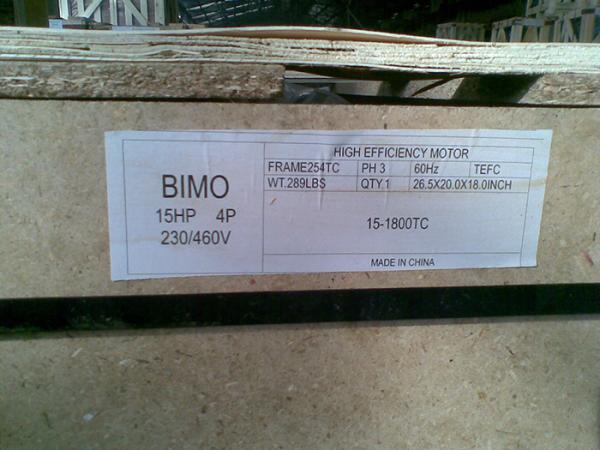 BIMO
15HP 4P
230/460V
HIGH EFFICIENCY MOTOR
FRAME254TC PH 3 60Hz TEFC
WT.289LBS QTY.1 26.5X20.0X18.0INCH
15-1800TC
MADE IN CHINA